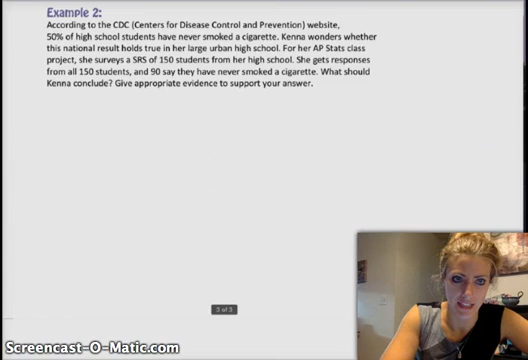 Example 2:
According to the CDC (Centers for Disease Control and Prevention) website,
50% of high school students have never smoked a cigarette. Kenna wonders whether
this national result holds true in her large urban high school. For her AP Stats class
project, she surveys a SRS of 150 students from her high school. She gets responses
from all 150 students, and 90 say they have never smoked a cigarette. What should
Kenna conclude? Give appropriate evidence to support your answer.
3 of 3
Screencast-O-Matic.com